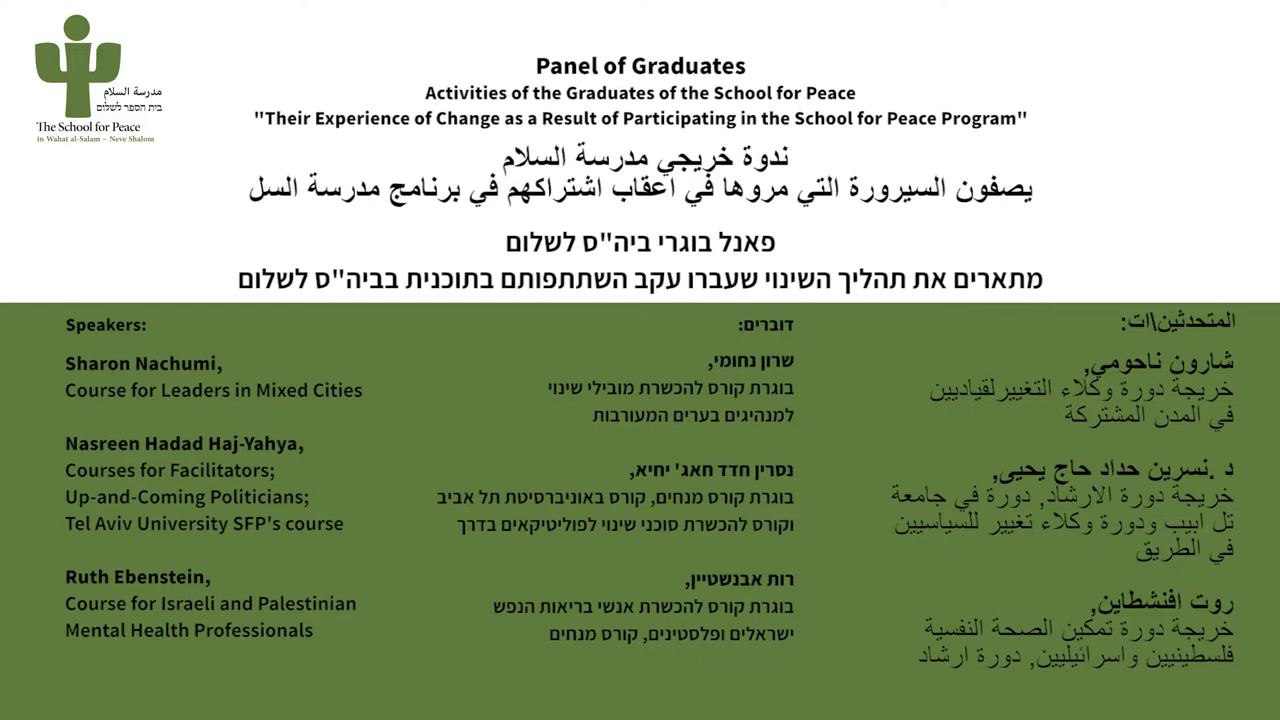 مدرسة السلام
בית הספר לשלום
The School for Peace
in Wahat al-Salam – Neve Shalom
Panel of Graduates
Activities of the Graduates of the School for Peace
"Their Experience of Change as a Result of Participating in the School for Peace Program"
ندوة خريجي مدرسة السلام
يصفون السيرورة التي مروها في اعقاب اشتراكهم في برنامج مدرسة السل
פאנל בוגרי ביה"ס לשלום
מתארים את תהליך השינוי שעברו עקב השתתפותם בתוכנית בביה"ס לשלום
Speakers:
Sharon Nachumi,
Course for Leaders in Mixed Cities
Nasreen Hadad Haj-Yahya,
Courses for Facilitators;
Up-and-Coming Politicians;
Tel Aviv University SFP's course
Ruth Ebenstein,
Course for Israeli and Palestinian
Mental Health Professionals
דוברים:
שרון נחומי,
בוגרת קורס להכשרת מובילי שינוי
למנהיגים בערים המעורבות
נסרין חדד חאג' יחיא,
בוגרת קורס מנחים, קורס באוניברסיטת תל אביב
וקורס להכשרת סוכני שינוי לפוליטיקאים בדרך
רות אבנשטיין,
בוגרת קורס להכשרת אנשי בריאות הנפש
ישראלים ופלסטינים, קורס מנחים
المتحدثين\ات:
شارون ناحومي,
خريجة دورة وكلاء التغييرلقياديين
في المدن المشتركة
د .نسرين حداد حاج يحيى,
خريجة دورة الارشاد, دورة في جامعة
تل ابيب ودورة وكلاء تغيير للسياسيين
في الطريق
روت افنشطاين,
خريجة دورة تمكين الصحة النفسية
فلسطينيين واسرائيليين, دورة ارشاد